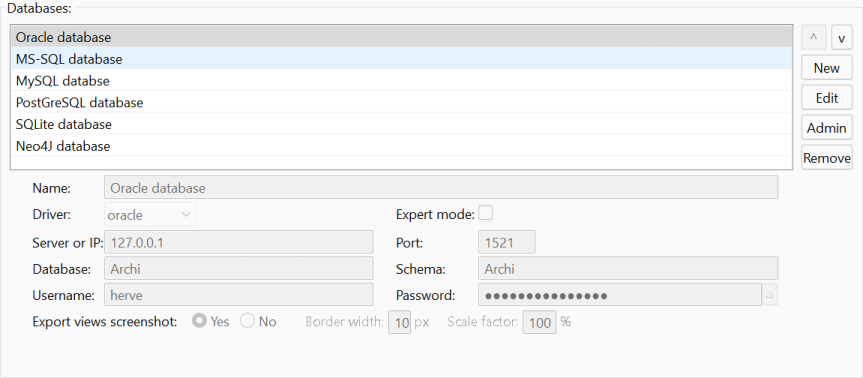 Databases:
Oracle database
^ v
MS-SQL database
New
MySQL databse
Edit
PostGreSQL database
SQLite database
Admin
Neo4J database
Remove
Name: Oracle database
Driver: oracle Expert mode:
Server or IP: 127.0.0.1 Port: 1521
Database: Archi Schema: Archi
Username: herve Password: ●●●●●●●●●●●●●●●
Export views screenshot: Yes No Border width: 10 px Scale factor: 100 %